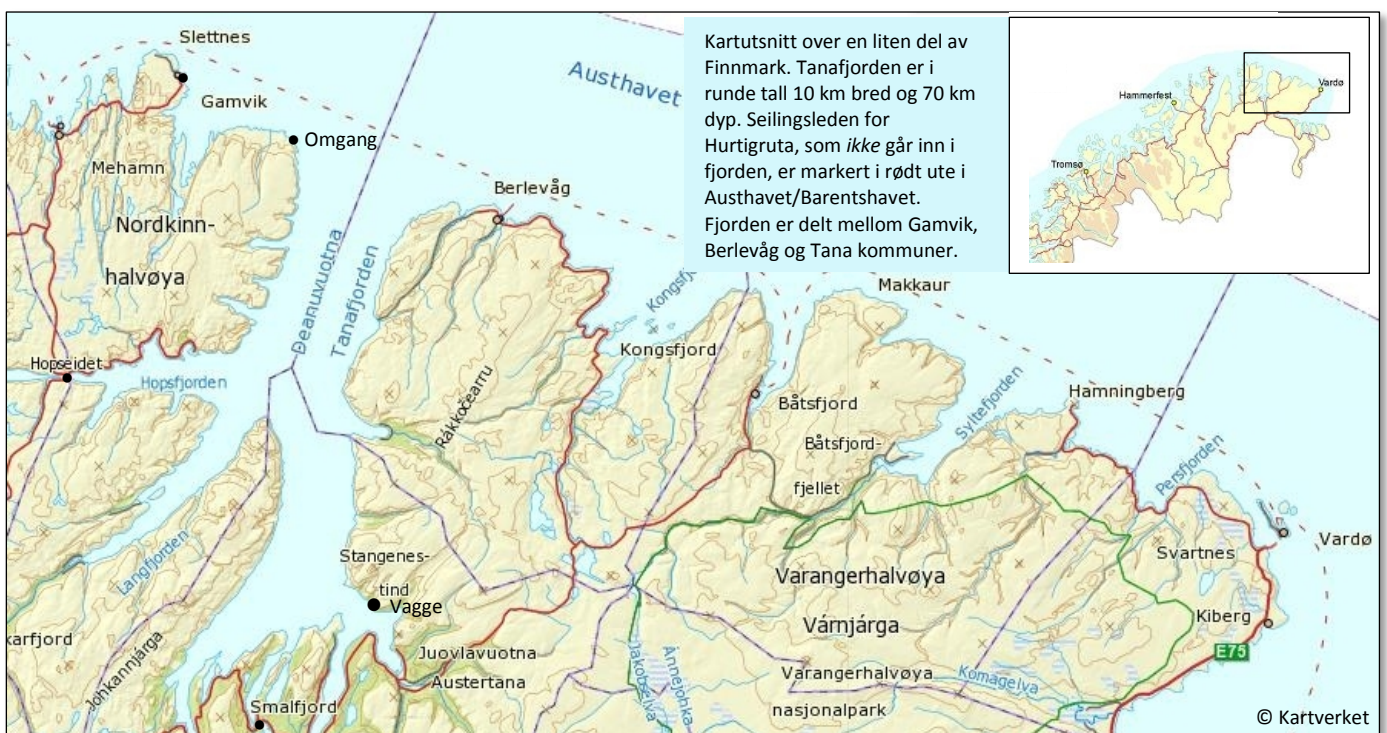 Slettnes
Gamvik
Omgang
Mehamn
Nordkinn-
halvøya
Hopseidet
Hopsfjorden
Deanuvuotna
Tanafjorden
Austhavet
Berlevåg
Kartutsnitt over en liten del av
Finnmark. Tanafjorden er i
runde tall 10 km bred og 70 km
dyp. Seilingsleden for
Hurtigruta, som ikke går inn i
fjorden, er markert i rødt ute i
Austhavet/Barentshavet.
Fjorden er delt mellom Gamvik,
Berlevåg og Tana kommuner.
Hammerfest
Vardø
Tromsø
Kongsfj
Makkaur
Kongsfjord
Rákkočearru
Båtsfjord
Båtsfjord-
fjellet
Syltefjorden
Hamningberg
Persfjorden
Langfjorden
Stangenes-
tind
Vagge
Varangerhalvøya
Várnjárga
Svartnes
Vardø
Kiberg
E75
karfjord
Johkannjárga
Juovlavuotna
Austertana
Smalfjord
Jakobselva
Ánnejohka
Varangerhalvøya
nasjonalpark
Komagelva
© Kartverket